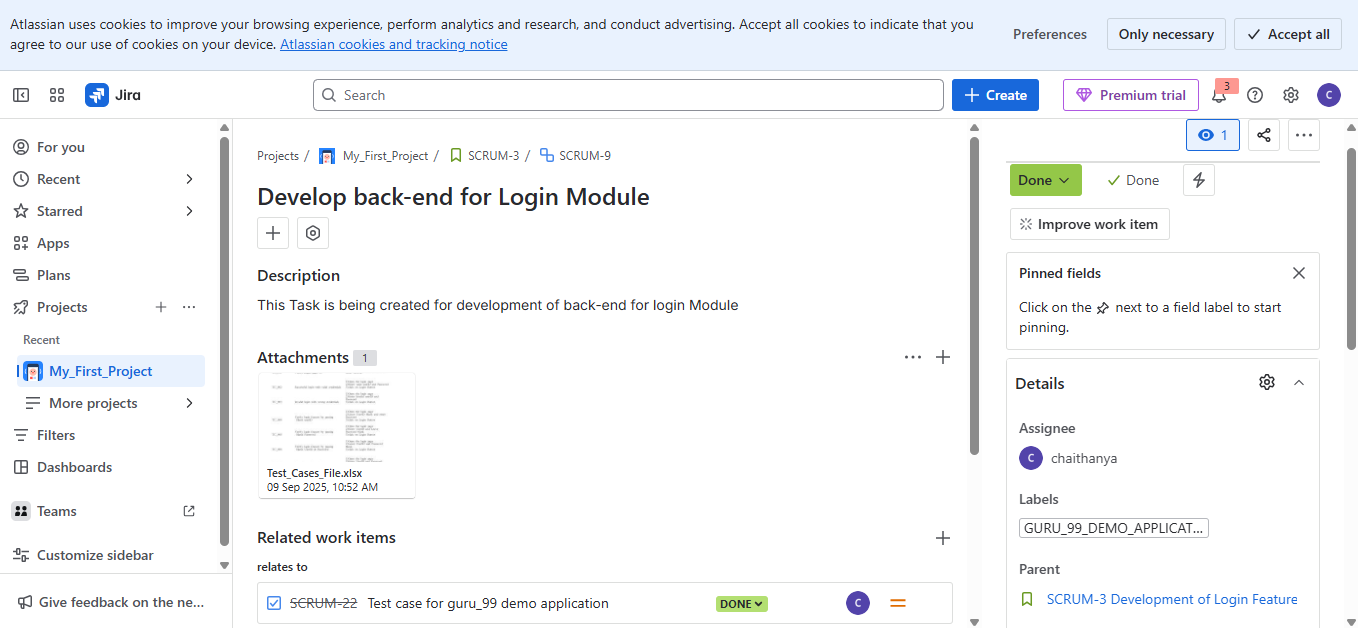 Atlassian uses cookies to improve your browsing experience, perform analytics and research, and conduct advertising. Accept all cookies to indicate that you
agree to our use of cookies on your device. Atlassian cookies and tracking notice
Preferences
Only necessary
Accept all
Jira
Search
Create
Premium trial
3
C
For you
Recent
Starred
Apps
Plans
Projects
Recent
My_First_Project
More projects
Filters
Dashboards
Teams
Customize sidebar
Give feedback on the ne...
Projects / My_First_Project / SCRUM-3 / SCRUM-9
Develop back-end for Login Module
Description
This Task is being created for development of back-end for login Module
Attachments 1
Test_Cases_File.xlsx
09 Sep 2025, 10:52 AM
Related work items
relates to
SCRUM-22 Test case for guru_99 demo application DONE C
1
Done
Done
Improve work item
Pinned fields
Click on the next to a field label to start
pinning.
Details
Assignee
C chaithanya
Labels
GURU_99_DEMO_APPLICAT...
Parent
SCRUM-3 Development of Login Feature